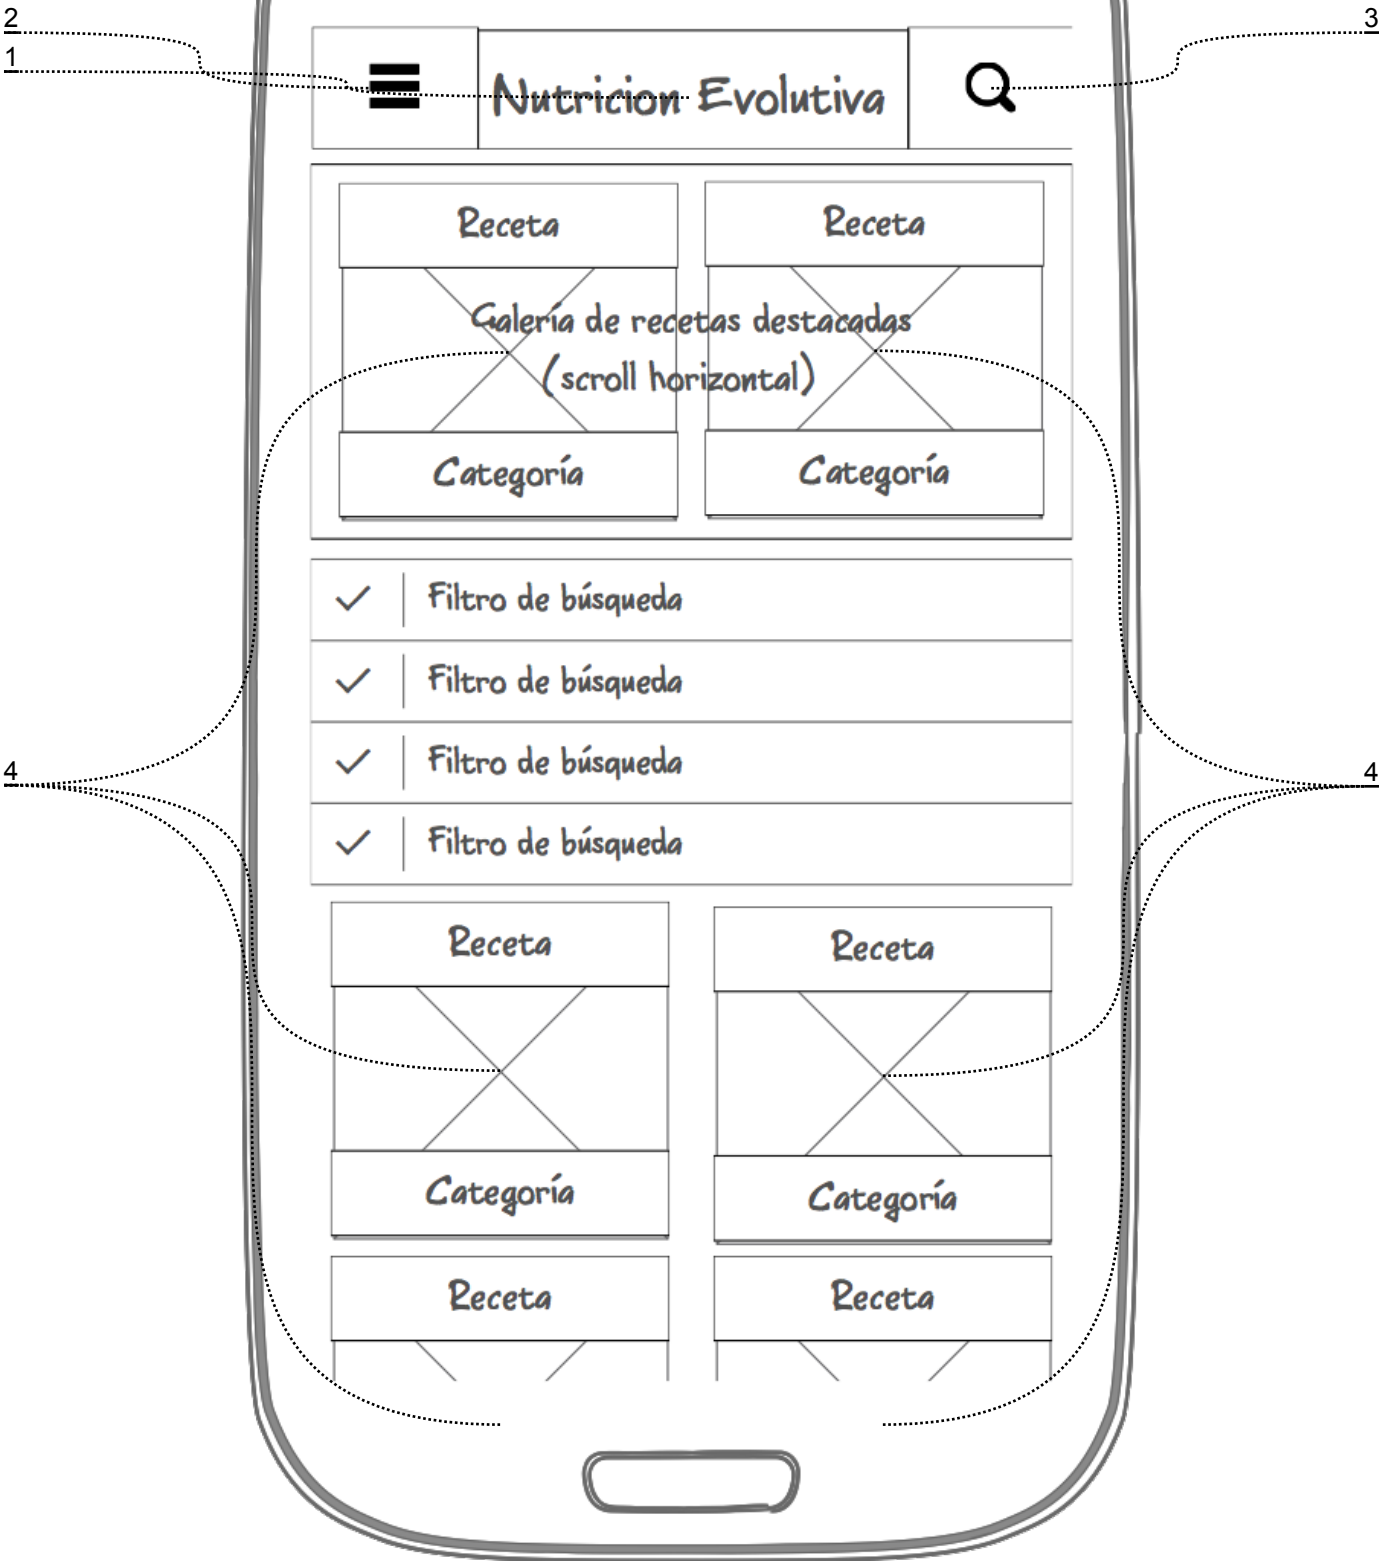 2
3
1
Nutricion Evolutiva
Receta
Receta
Galería de recetas destacadas
(scroll horizontal)
Categoría
Categoría
Filtro de búsqueda
Filtro de búsqueda
Filtro de búsqueda
4
4
Filtro de búsqueda
Receta
Receta
Categoría
Categoría
Receta
Receta